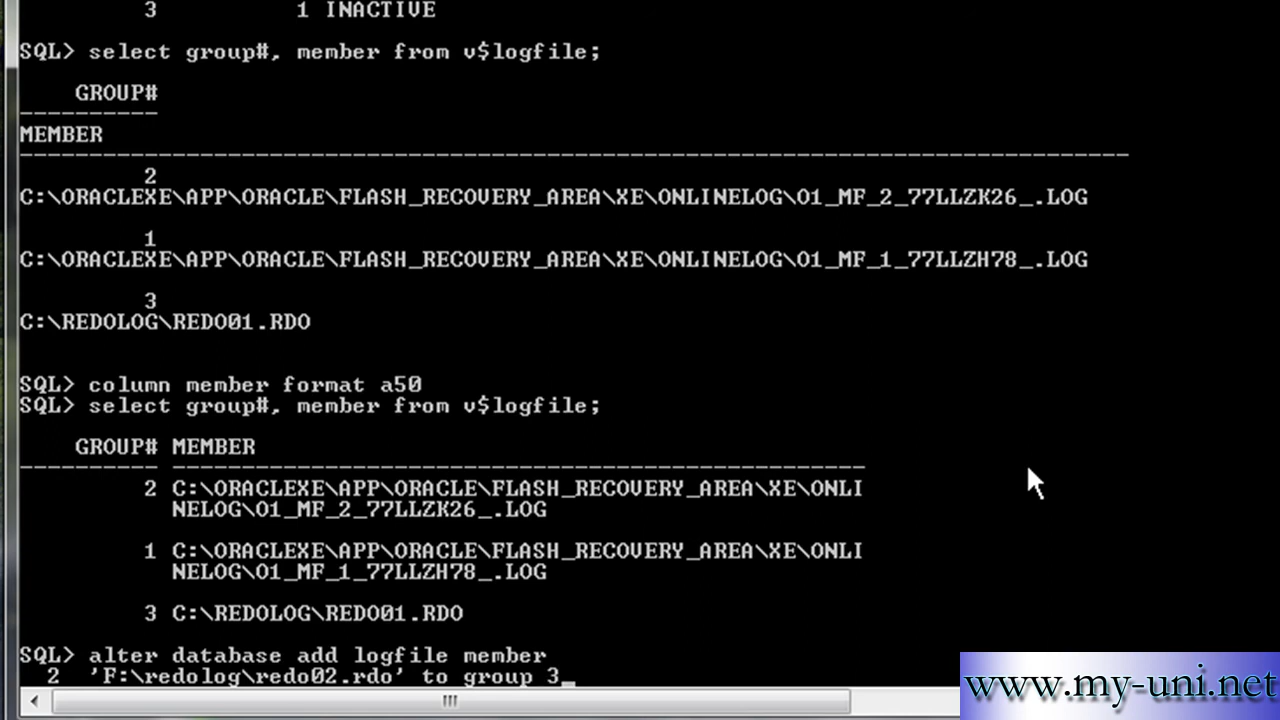 3 1 INACTIVE
SQL> select group#, member from v$logfile;
GROUP#
----------
MEMBER
--------------------------------------------------------------------------------
2
C:\ORACLEXE\APP\ORACLE\FLASH_RECOVERY_AREA\XE\ONLINELOG\O1_MF_2_77LLZK26_.LOG
1
C:\ORACLEXE\APP\ORACLE\FLASH_RECOVERY_AREA\XE\ONLINELOG\O1_MF_1_77LLZH78_.LOG
3
C:\REDOLOG\REDO01.RDO
SQL> column member format a50
SQL> select group#, member from v$logfile;
GROUP# MEMBER
---------- --------------------------------------------------
2 C:\ORACLEXE\APP\ORACLE\FLASH_RECOVERY_AREA\XE\ONLI
NELOG\O1_MF_2_77LLZK26_.LOG
1 C:\ORACLEXE\APP\ORACLE\FLASH_RECOVERY_AREA\XE\ONLI
NELOG\O1_MF_1_77LLZH78_.LOG
3 C:\REDOLOG\REDO01.RDO
SQL> alter database add logfile member
2 'F:\redolog\redo02.rdo' to group 3_
www.my-uni.net